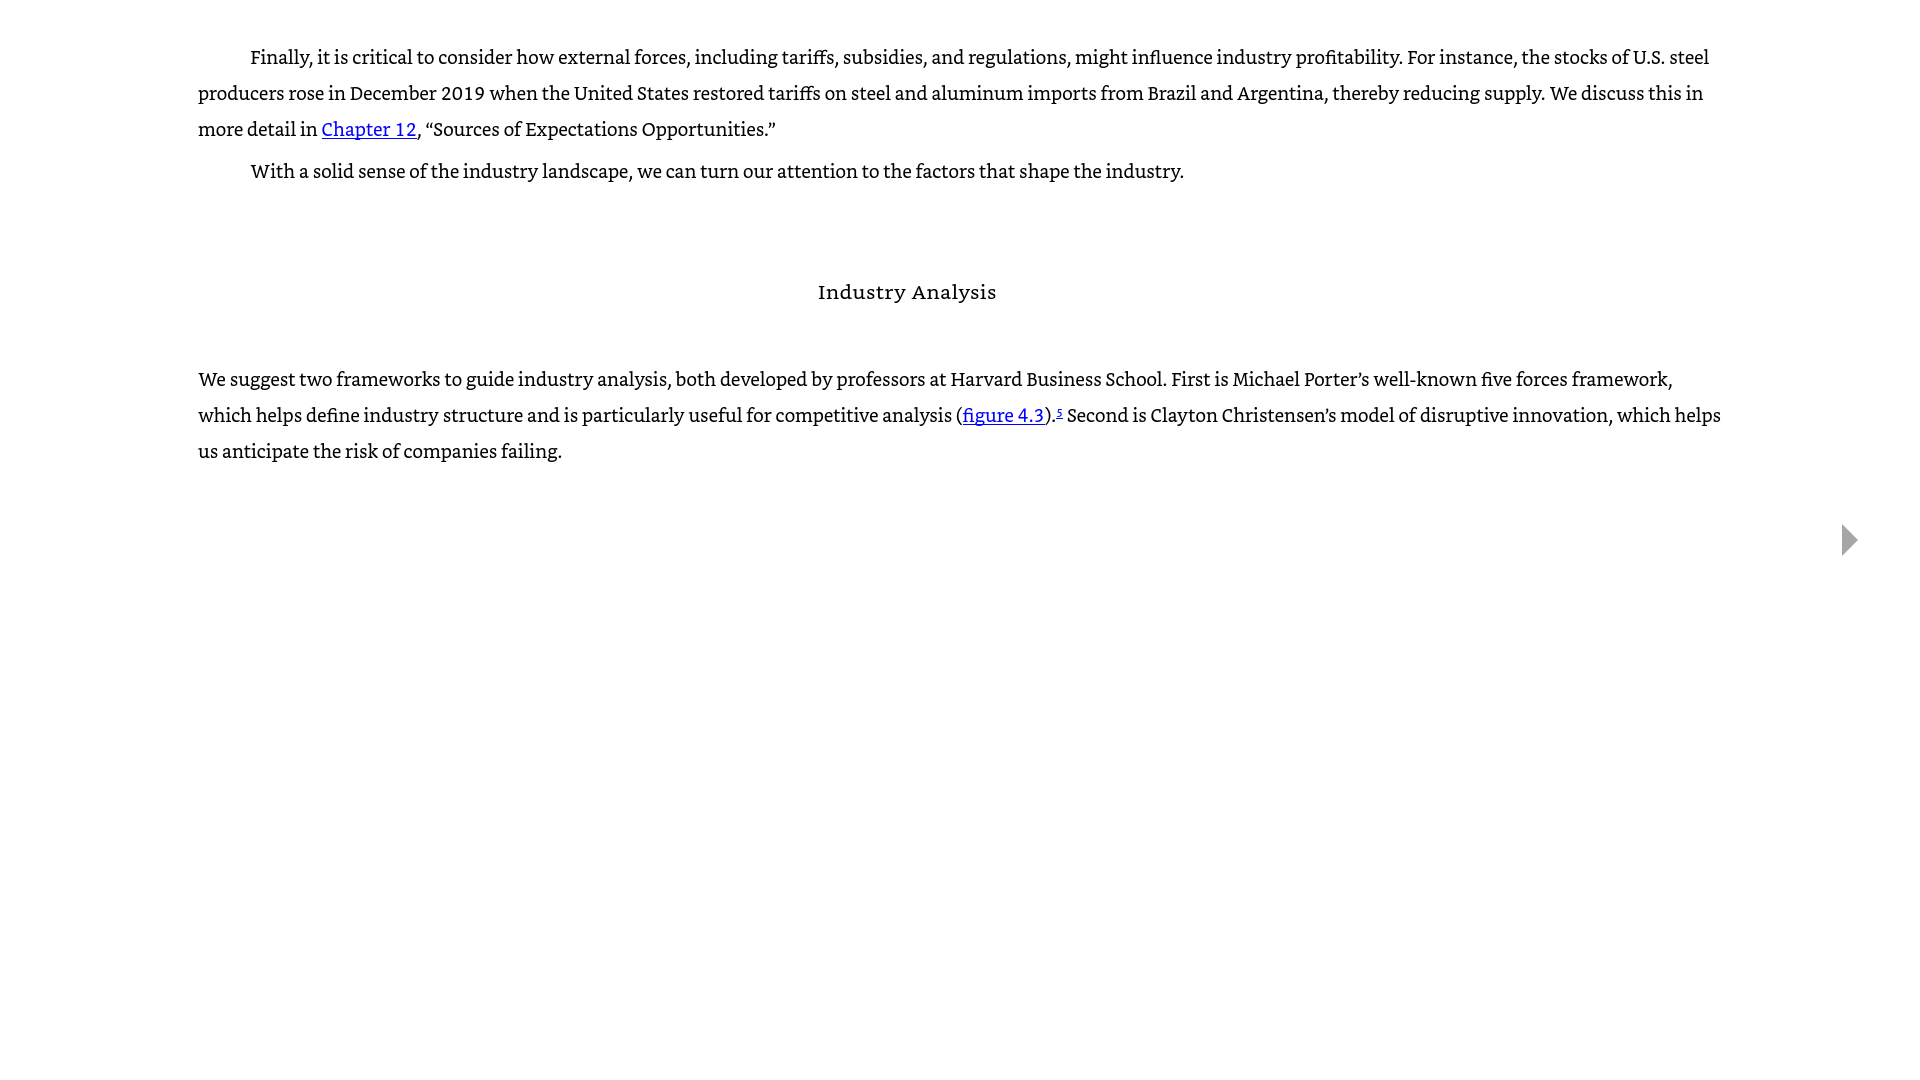 Finally, it is critical to consider how external forces, including tariffs, subsidies, and regulations, might influence industry profitability. For instance, the stocks of U.S. steel
producers rose in December 2019 when the United States restored tariffs on steel and aluminum imports from Brazil and Argentina, thereby reducing supply. We discuss this in
more detail in Chapter 12, “Sources of Expectations Opportunities.”
With a solid sense of the industry landscape, we can turn our attention to the factors that shape the industry.
Industry Analysis
We suggest two frameworks to guide industry analysis, both developed by professors at Harvard Business School. First is Michael Porter’s well-known five forces framework,
which helps define industry structure and is particularly useful for competitive analysis (figure 4.3).5 Second is Clayton Christensen’s model of disruptive innovation, which helps
us anticipate the risk of companies failing.